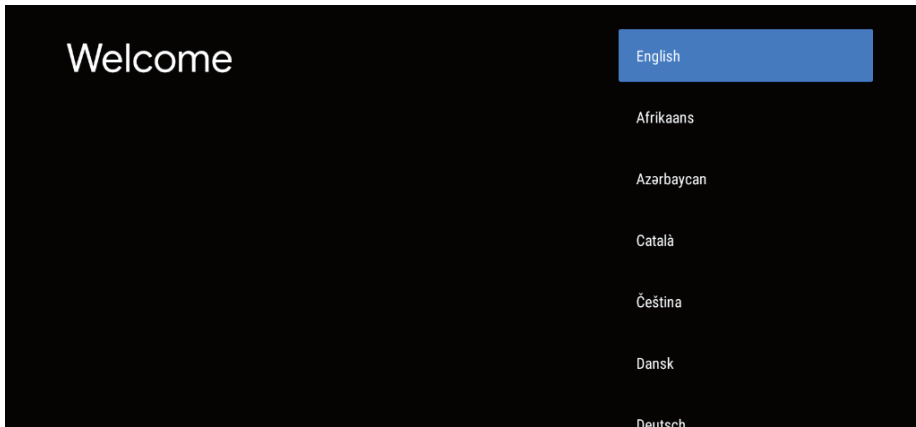 Welcome
English
Afrikaans
Azərbaycan
Català
Čeština
Dansk
Deutsch